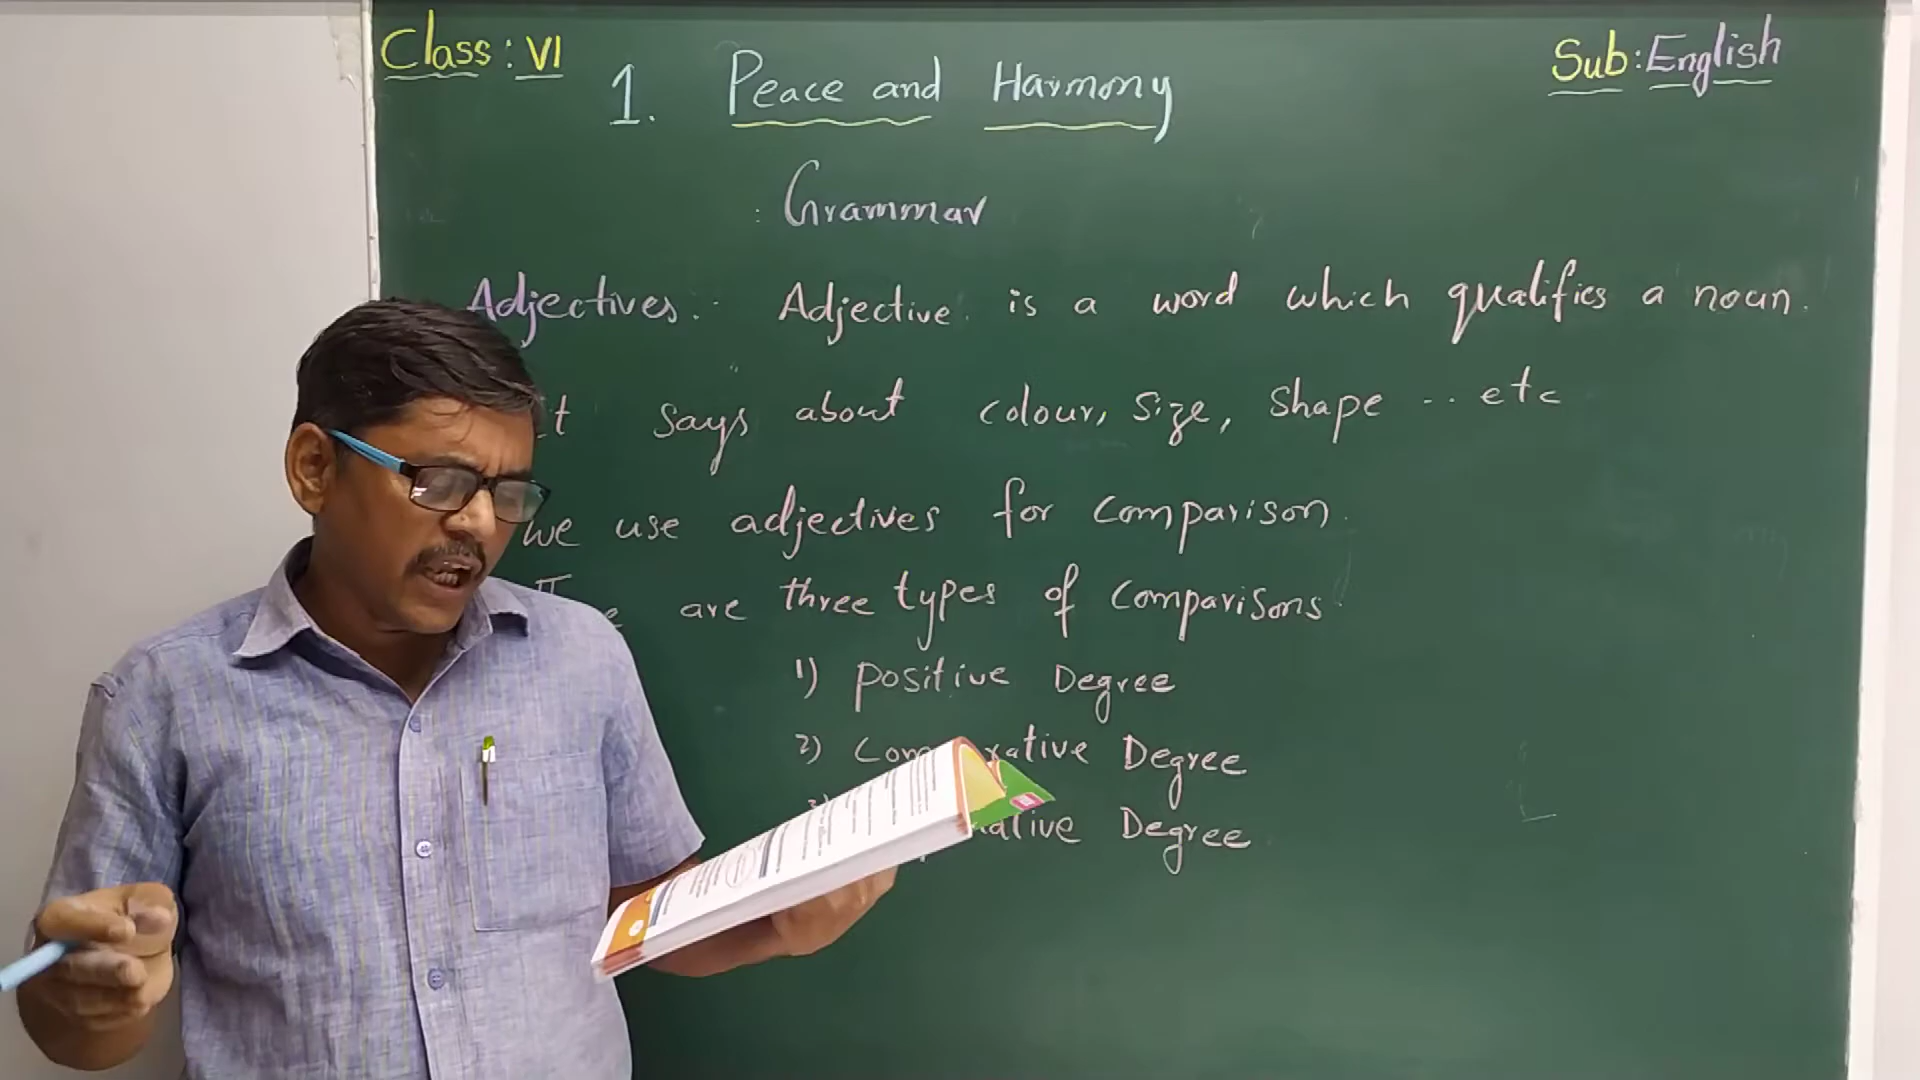 Class: VI
Sub: English
1. Peace and Harmony
Grammar
Adjectives: Adjective is a word which qualifies a noun.
it says about colour, size, shape .. etc
we use adjectives for comparison.
are three types of comparisons.
1) positive Degree
2) Degree
3) Degree